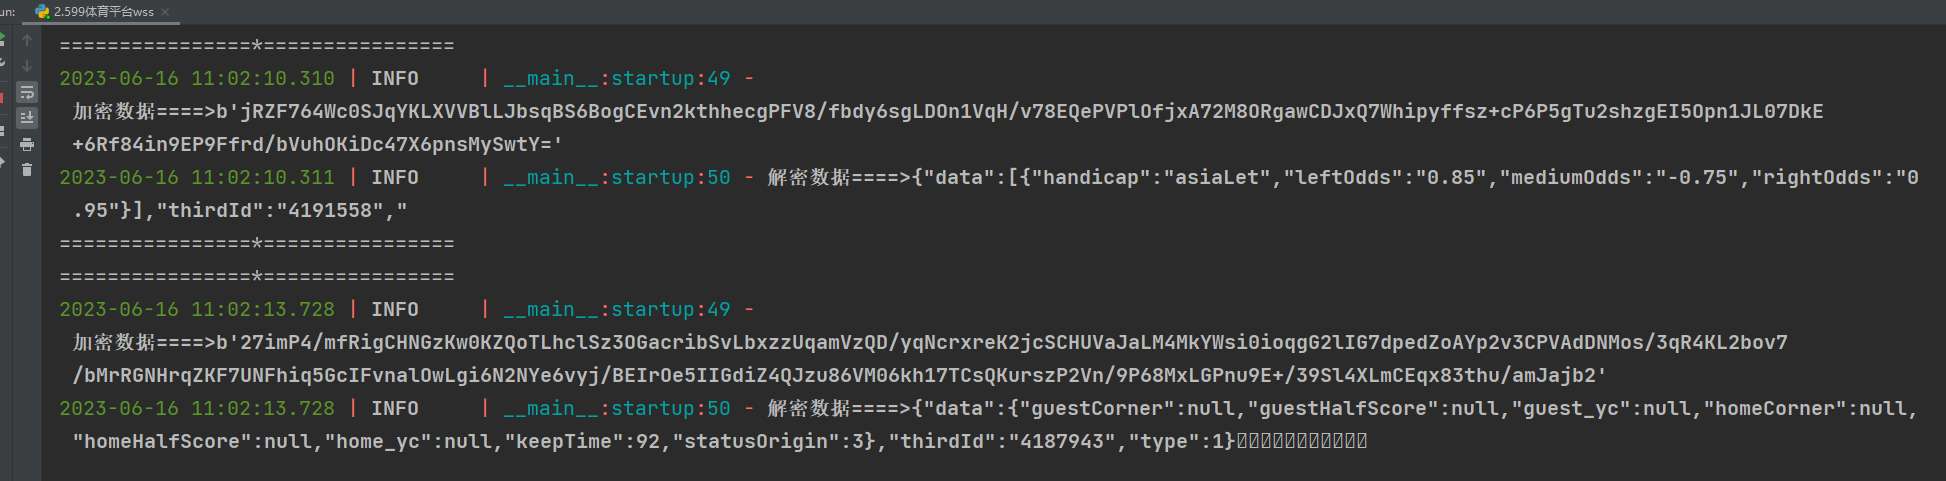 un: 2.599体育平台wss ×
================*================
2023-06-16 11:02:10.310 | INFO     | __main__:startup:49 -
加密数据====>b'jRZF764Wc0SJqYKLXVVBlLJbsqBS6BogCEvn2kthhecgPFV8/fbdy6sgLDOn1VqH/v78EQePVPlOfjxA72M8ORgawCDJxQ7Whipyffsz+cP6P5gTu2shzgEI5Opn1JL07DkE
+6Rf84in9EP9Ffrd/bVuhOKiDc47X6pnsMySwtY='
2023-06-16 11:02:10.311 | INFO     | __main__:startup:50 - 解密数据====>{"data":[{"handicap":"asiaLet","leftOdds":"0.85","mediumOdds":"-0.75","rightOdds":"0
.95"}],"thirdId":"4191558","
================*================
================*================
2023-06-16 11:02:13.728 | INFO     | __main__:startup:49 -
加密数据====>b'27imP4/mfRigCHNGzKw0KZQoTLhclSz3OGacribSvLbxzzUqamVzQD/yqNcrxreK2jcSCHUVaJaLM4MkYWsi0ioqgG2lIG7dpedZoAYp2v3CPVAdDNMos/3qR4KL2bov7
/bMrRGNHrqZKF7UNFhiq5GcIFvnalOwLgi6N2NYe6vyj/BEIrOe5IIGdiZ4QJzu86VM06kh17TCsQKurszP2Vn/9P68MxLGPnu9E+/39Sl4XLmCEqx83thu/amJajb2'
2023-06-16 11:02:13.728 | INFO     | __main__:startup:50 - 解密数据====>{"data":{"guestCorner":null,"guestHalfScore":null,"guest_yc":null,"homeCorner":null,
"homeHalfScore":null,"home_yc":null,"keepTime":92,"statusOrigin":3},"thirdId":"4187943","type":1}